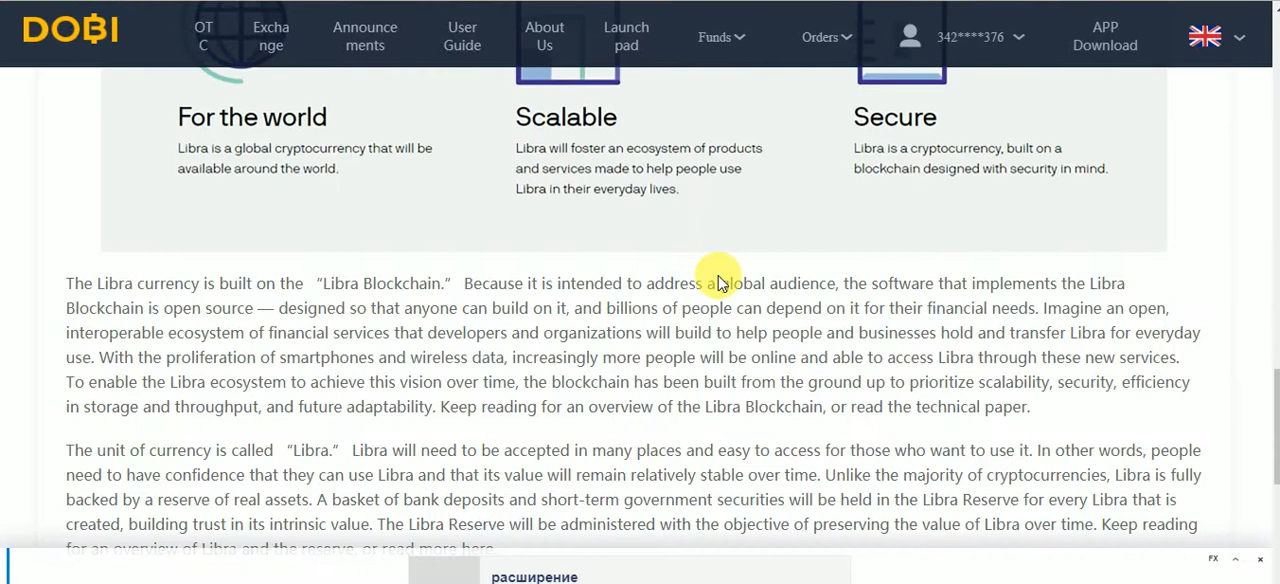 DOBI
OT
C
Excha
nge
Announce
ments
User
Guide
About
Us
Launch
pad
Funds
Orders
342****376
APP
Download
For the world
Libra is a global cryptocurrency that will be
available around the world.
Scalable
Libra will foster an ecosystem of products
and services made to help people use
Libra in their everyday lives.
Secure
Libra is a cryptocurrency, built on a
blockchain designed with security in mind.
The Libra currency is built on the “Libra Blockchain.” Because it is intended to address a global audience, the software that implements the Libra
Blockchain is open source — designed so that anyone can build on it, and billions of people can depend on it for their financial needs. Imagine an open,
interoperable ecosystem of financial services that developers and organizations will build to help people and businesses hold and transfer Libra for everyday
use. With the proliferation of smartphones and wireless data, increasingly more people will be online and able to access Libra through these new services.
To enable the Libra ecosystem to achieve this vision over time, the blockchain has been built from the ground up to prioritize scalability, security, efficiency
in storage and throughput, and future adaptability. Keep reading for an overview of the Libra Blockchain, or read the technical paper.
The unit of currency is called “Libra.” Libra will need to be accepted in many places and easy to access for those who want to use it. In other words, people
need to have confidence that they can use Libra and that its value will remain relatively stable over time. Unlike the majority of cryptocurrencies, Libra is fully
backed by a reserve of real assets. A basket of bank deposits and short-term government securities will be held in the Libra Reserve for every Libra that is
created, building trust in its intrinsic value. The Libra Reserve will be administered with the objective of preserving the value of Libra over time. Keep reading
for an overview of Libra and the reserve, or read more here.
FX
расширение